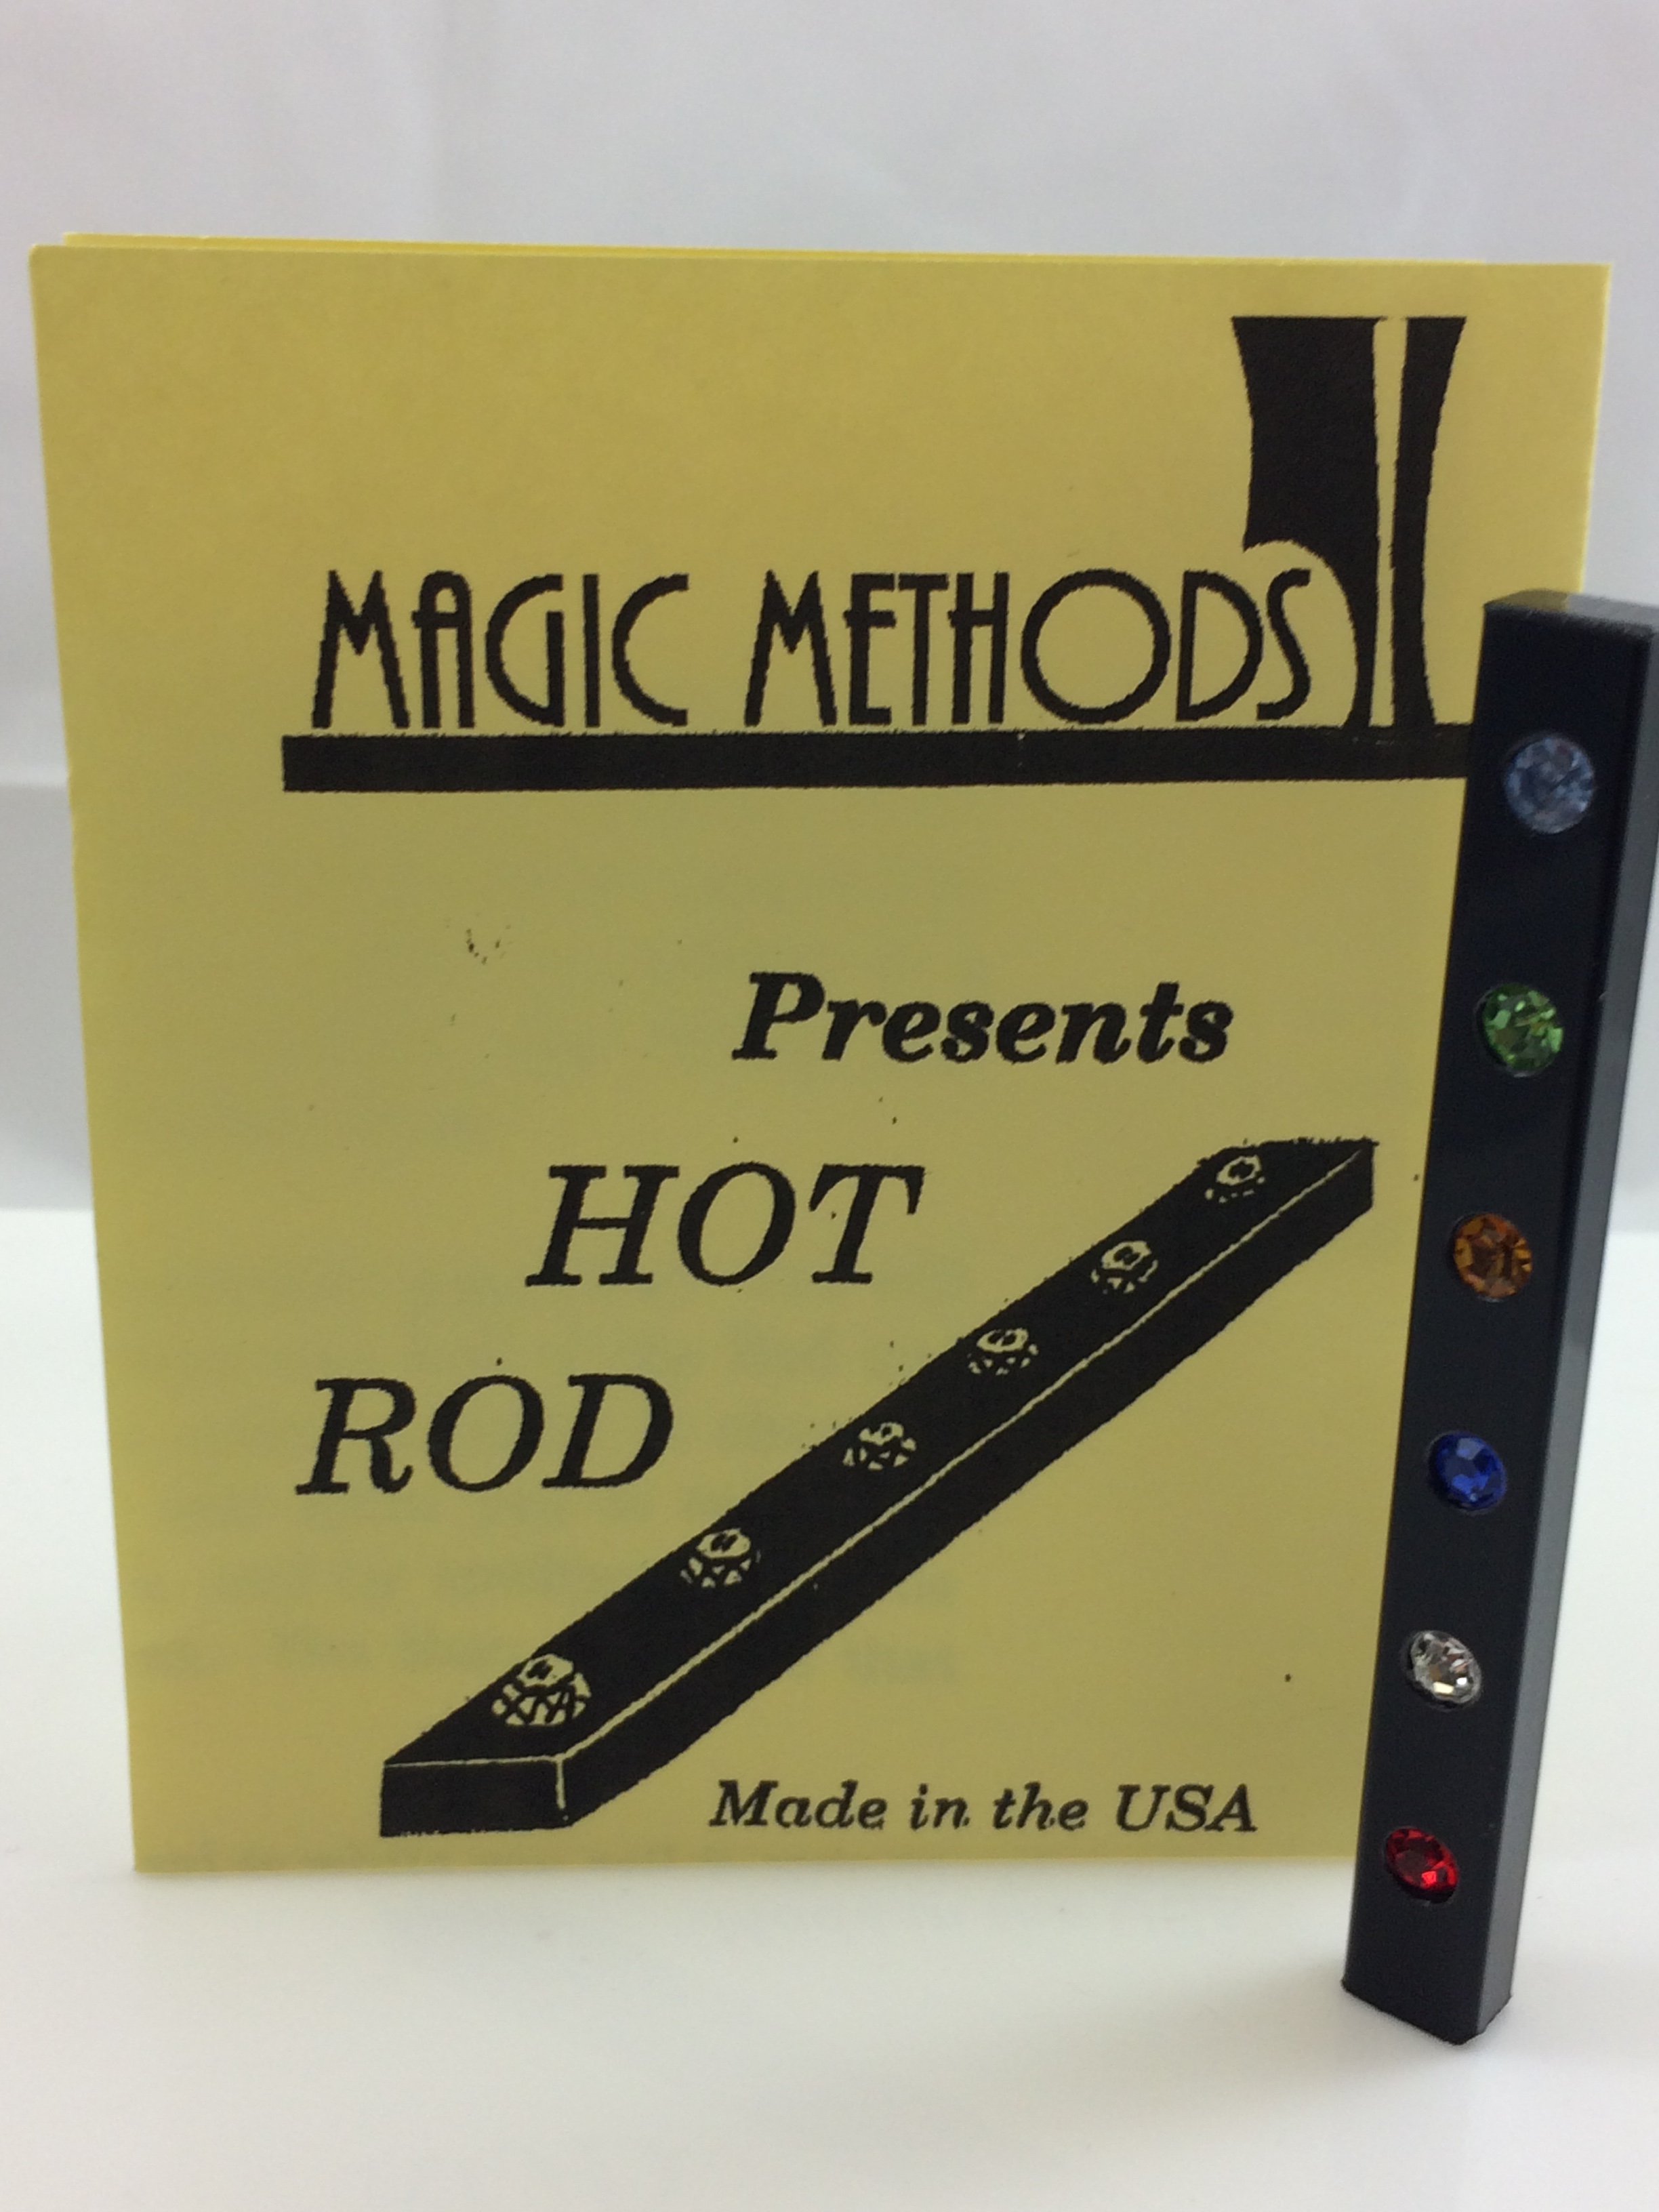 MAGIC METHODS
Presents
HOT
ROD
Made in the USA